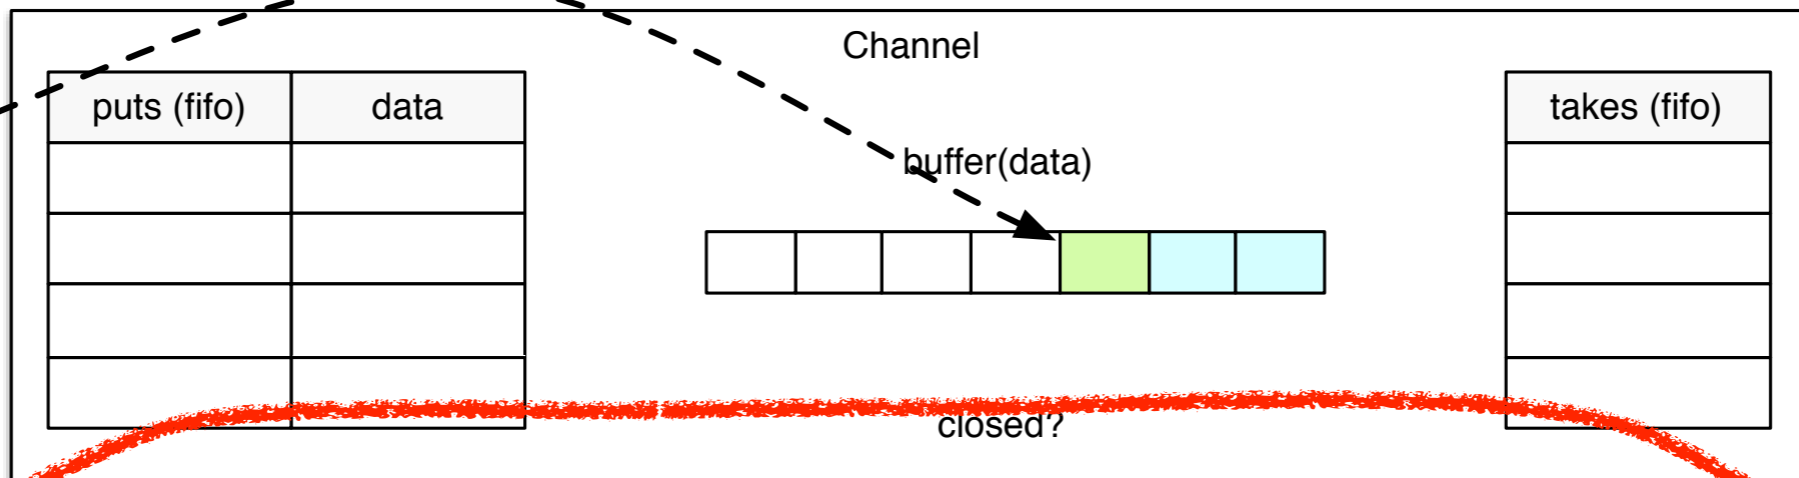 Channel
puts (fifo)
data
takes (fifo)
buffer(data)
closed?